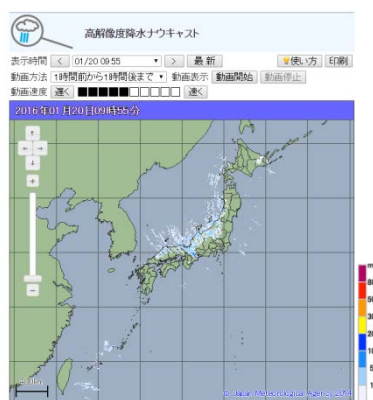 高解像度降水ナウキャスト
表示時間 < 01/20 09:55 > 最新 使い方 印刷
動画方法 1時間前から1時間後まで 動画表示 動画開始 動画停止
動画速度 遅く 速く
2016年01月20日09時55分
© Japan Meteorological Agency 2014